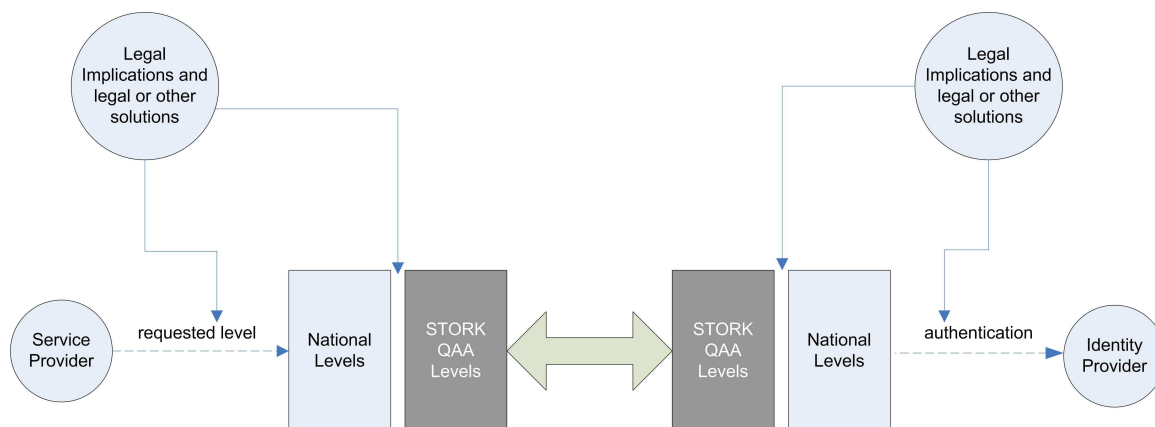 Legal
Implications and
legal or other
solutions
Legal
Implications and
legal or other
solutions
Service
Provider
requested level
National
Levels
STORK
QAA
Levels
STORK
QAA
Levels
National
Levels
authentication
Identity
Provider